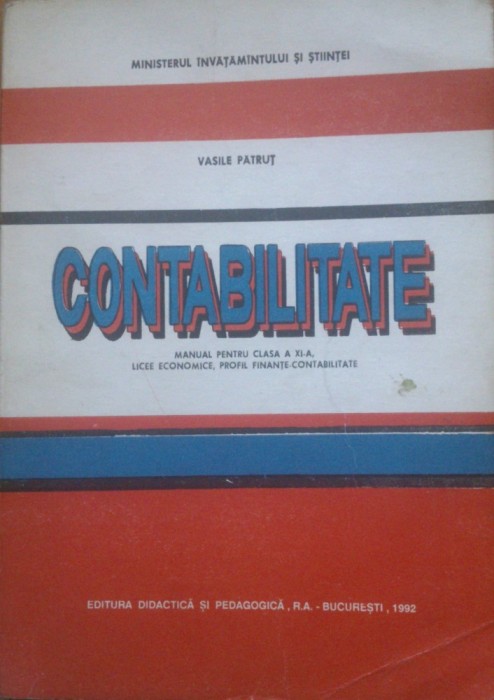 MINISTERUL ÎNVĂȚĂMÎNTULUI ȘI ȘTIINȚEI
VASILE PATRUȚ
CONTABILITATE
MANUAL PENTRU CLASA A XI-A,
LICEE ECONOMICE, PROFIL FINANȚE-CONTABILITATE
EDITURA DIDACTICĂ ȘI PEDAGOGICĂ, R.A. - BUCUREȘTI, 1992